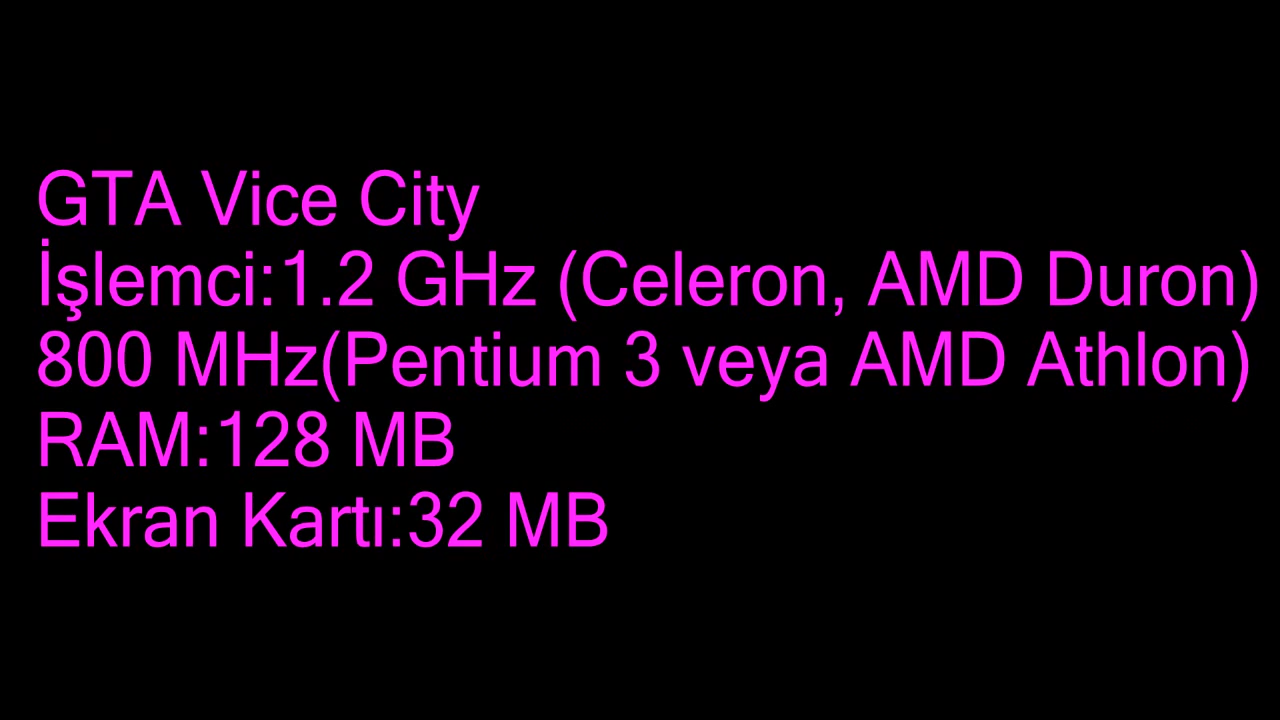 GTA Vice City
İşlemci:1.2 GHz (Celeron, AMD Duron)
800 MHz(Pentium 3 veya AMD Athlon)
RAM:128 MB
Ekran Kartı:32 MB